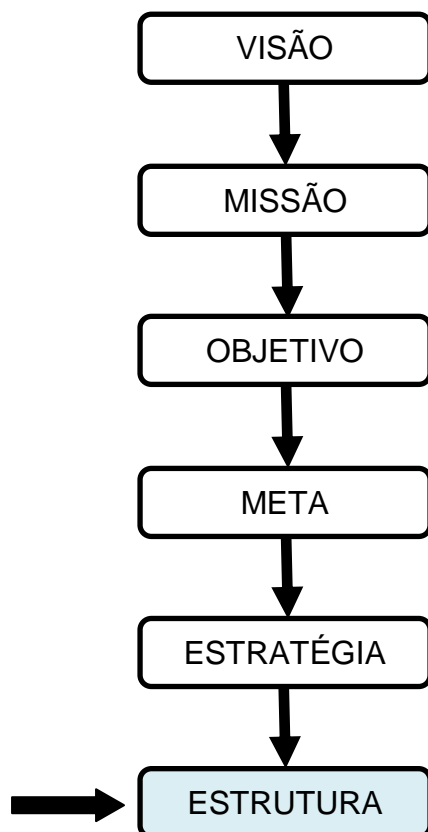 VISÃO
MISSÃO
OBJETIVO
META
ESTRATÉGIA
ESTRUTURA